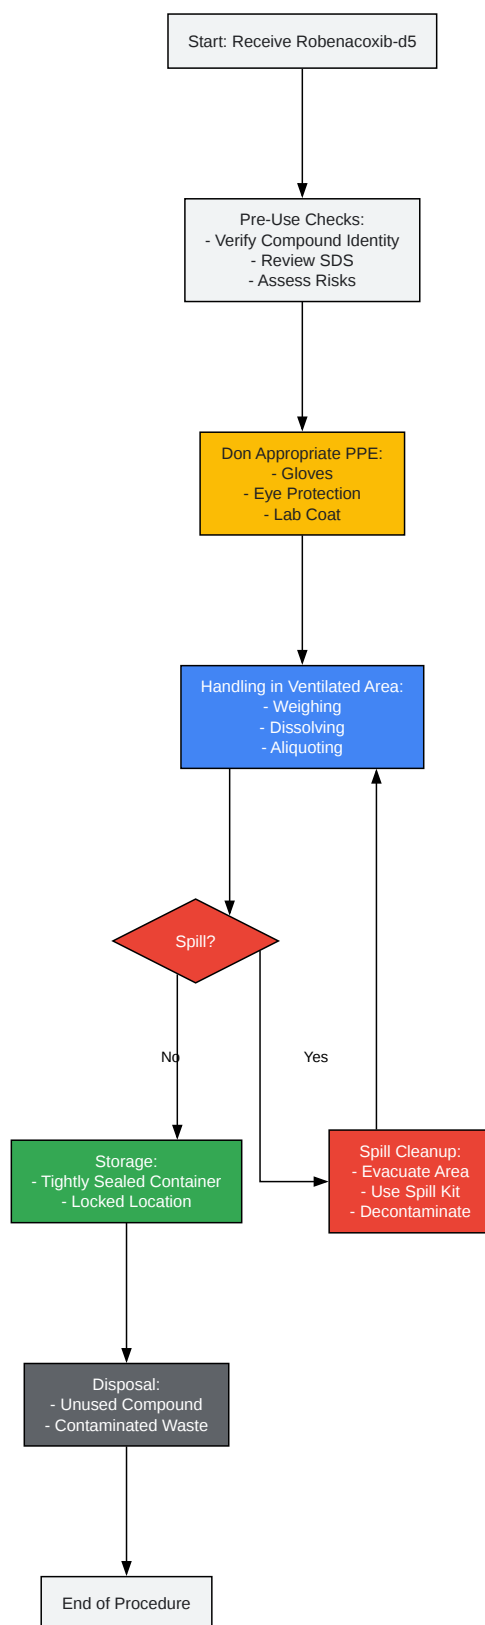 Start: Receive Robenacoxib-d5
Pre-Use Checks:
- Verify Compound Identity
- Review SDS
- Assess Risks
Don Appropriate PPE:
- Gloves
- Eye Protection
- Lab Coat
Handling in Ventilated Area:
- Weighing
- Dissolving
- Aliquoting
Spill?
No
Yes
Storage:
- Tightly Sealed Container
- Locked Location
Spill Cleanup:
- Evacuate Area
- Use Spill Kit
- Decontaminate
Disposal:
- Unused Compound
- Contaminated Waste
End of Procedure